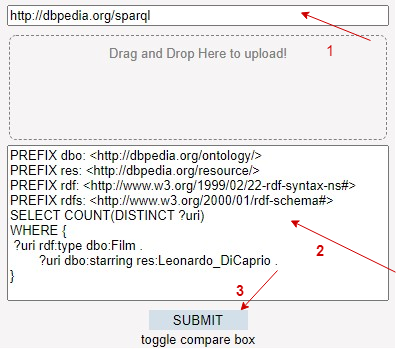 http://dbpedia.org/sparql
1
Drag and Drop Here to upload!
PREFIX dbo: <http://dbpedia.org/ontology/>
PREFIX res: <http://dbpedia.org/resource/>
PREFIX rdf: <http://www.w3.org/1999/02/22-rdf-syntax-ns#>
PREFIX rdfs: <http://www.w3.org/2000/01/rdf-schema#>
SELECT COUNT(DISTINCT ?uri)
WHERE {
?uri rdf:type dbo:Film .
?uri dbo:starring res:Leonardo_DiCaprio .
}
2
3
SUBMIT
toggle compare box